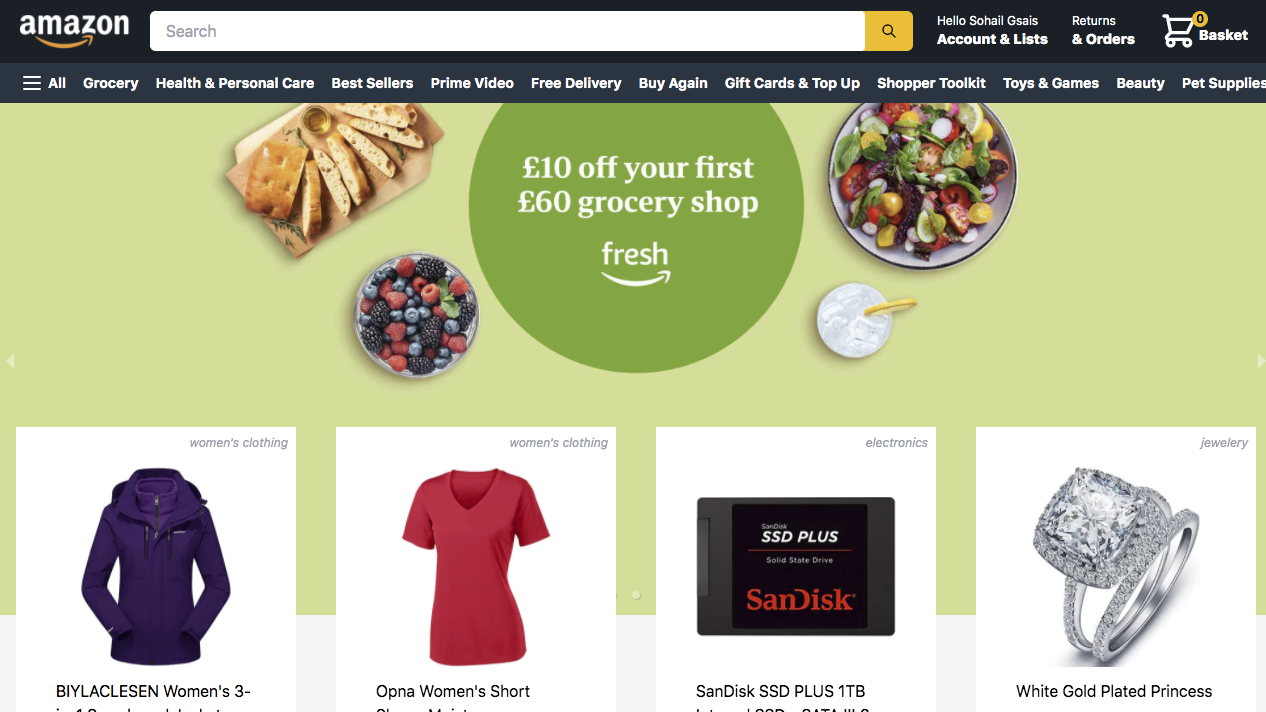 amazon
Search
Hello Sohail Gsais
Account & Lists
Returns
& Orders
0
Basket
All
Grocery
Health & Personal Care
Best Sellers
Prime Video
Free Delivery
Buy Again
Gift Cards & Top Up
Shopper Toolkit
Toys & Games
Beauty
Pet Supplies
£10 off your first
£60 grocery shop
fresh
women's clothing
BIYLACLESEN Women's 3-
women's clothing
Opna Women's Short
electronics
SanDisk
SSD PLUS
Solid State Drive
SanDisk
SanDisk SSD PLUS 1TB
jewelery
White Gold Plated Princess